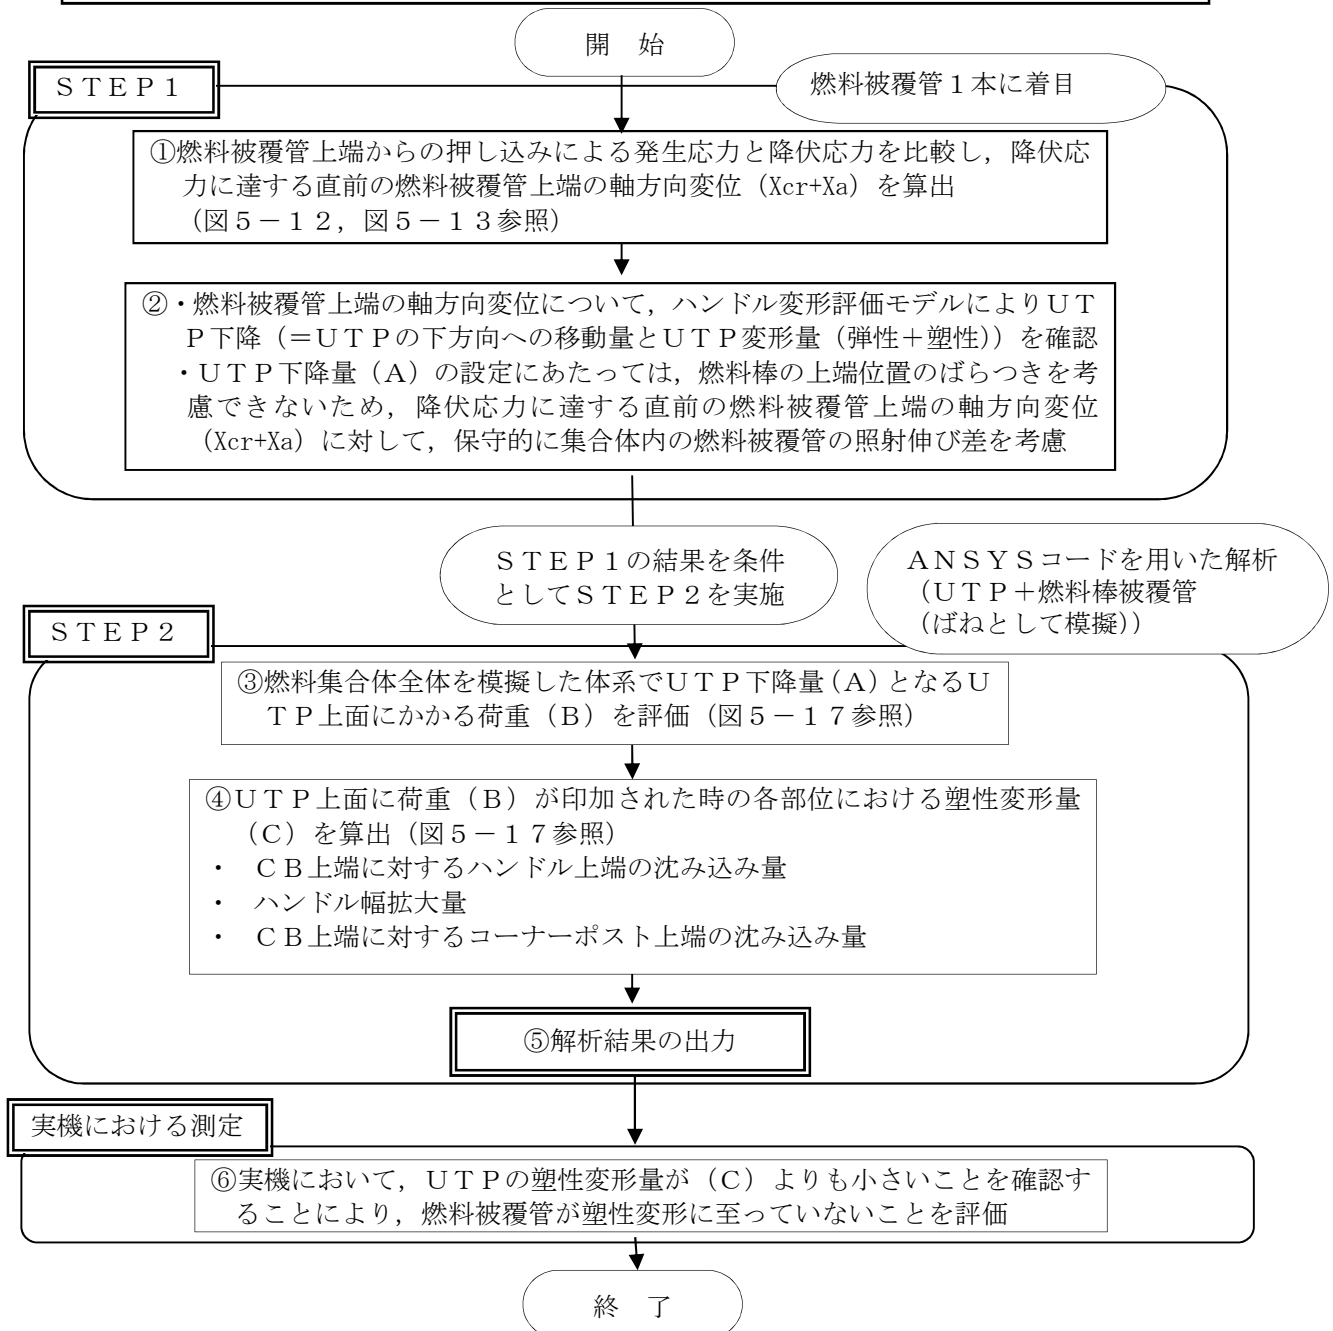 開　始
ＳＴＥＰ１
燃料被覆管１本に着目
①燃料被覆管上端からの押し込みによる発生応力と降伏応力を比較し，降伏応
力に達する直前の燃料被覆管上端の軸方向変位（Xcr+Xa）を算出
（図５－１２，図５－１３参照）
②・燃料被覆管上端の軸方向変位について，ハンドル変形評価モデルによりＵＴ
Ｐ下降（＝ＵＴＰの下方向への移動量とＵＴＰ変形量（弾性＋塑性））を確認
・ＵＴＰ下降量（Ａ）の設定にあたっては，燃料棒の上端位置のばらつきを考
慮できないため，降伏応力に達する直前の燃料被覆管上端の軸方向変位
（Xcr+Xa）に対して，保守的に集合体内の燃料被覆管の照射伸び差を考慮
ＳＴＥＰ１の結果を条件
としてＳＴＥＰ２を実施
ＡＮＳＹＳコードを用いた解析
（ＵＴＰ＋燃料棒被覆管
（ばねとして模擬））
ＳＴＥＰ２
③燃料集合体全体を模擬した体系でＵＴＰ下降量（Ａ）となるＵ
ＴＰ上面にかかる荷重（Ｂ）を評価（図５－１７参照）
④ＵＴＰ上面に荷重（Ｂ）が印加された時の各部位における塑性変形量
（Ｃ）を算出（図５－１７参照）
・　ＣＢ上端に対するハンドル上端の沈み込み量
・　ハンドル幅拡大量
・　ＣＢ上端に対するコーナーポスト上端の沈み込み量
⑤解析結果の出力
実機における測定
⑥実機において，ＵＴＰの塑性変形量が（Ｃ）よりも小さいことを確認す
ることにより，燃料被覆管が塑性変形に至っていないことを評価
終　了